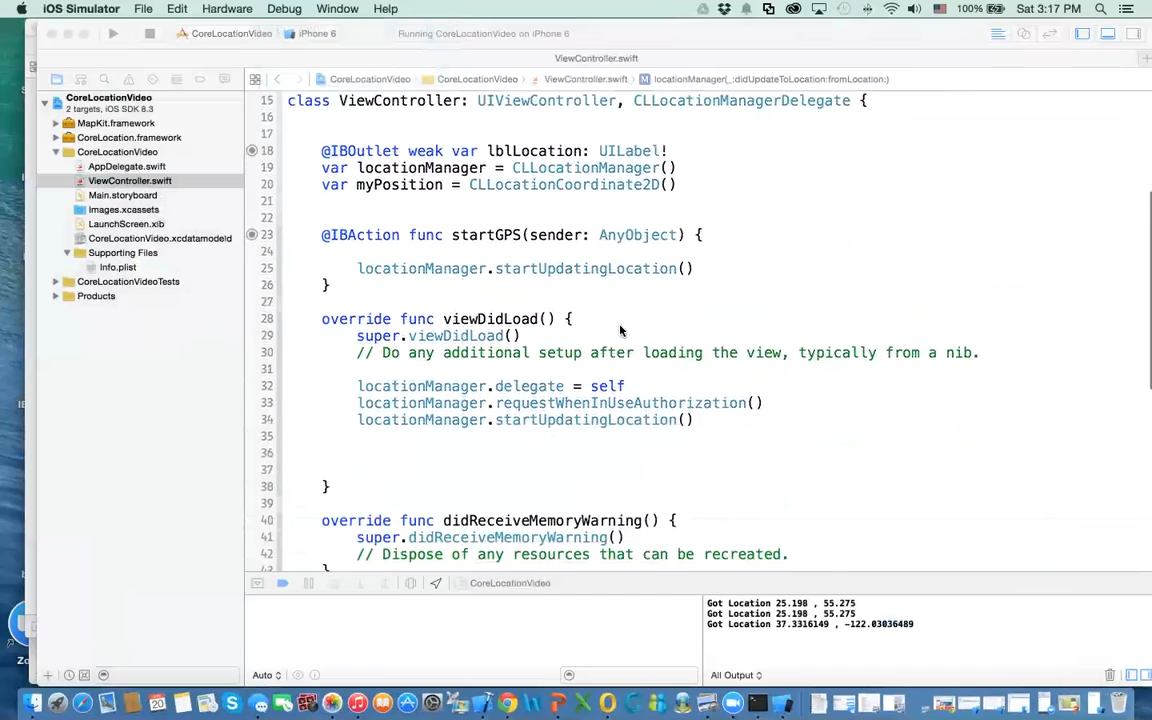 iOS Simulator File Edit View Hardware Debug Window Help 100% Sat 3:17 PM
CoreLocationVideo iPhone 6 Running CoreLocationVideo on iPhone 6
ViewController.swift
CoreLocationVideo CoreLocationVideo ViewController.swift M locationManager(_:didUpdateToLocation:fromLocation:)
CoreLocationVideo
2 targets, iOS SDK 8.3
MapKit.framework
CoreLocation.framework
CoreLocationVideo
AppDelegate.swift
ViewController.swift
Main.storyboard
Images.xcassets
LaunchScreen.xib
CoreLocationVideo.xcdatamodeld
Supporting Files
Info.plist
CoreLocationVideoTests
Products
15 class ViewController: UIViewController, CLLocationManagerDelegate {
16
17
18 @IBOutlet weak var lblLocation: UILabel!
19 var locationManager = CLLocationManager()
20 var myPosition = CLLocationCoordinate2D()
21
22
23 @IBAction func startGPS(sender: AnyObject) {
24
25 locationManager.startUpdatingLocation()
26 }
27
28 override func viewDidLoad() {
29 super.viewDidLoad()
30 // Do any additional setup after loading the view, typically from a nib.
31
32 locationManager.delegate = self
33 locationManager.requestWhenInUseAuthorization()
34 locationManager.startUpdatingLocation()
35
36
37
38 }
39
40 override func didReceiveMemoryWarning() {
41 super.didReceiveMemoryWarning()
42 // Dispose of any resources that can be recreated.
}
CoreLocationVideo
Got Location 25.198 , 55.275
Got Location 25.198 , 55.275
Got Location 37.3316149 , -122.03036489
Auto All Output
20